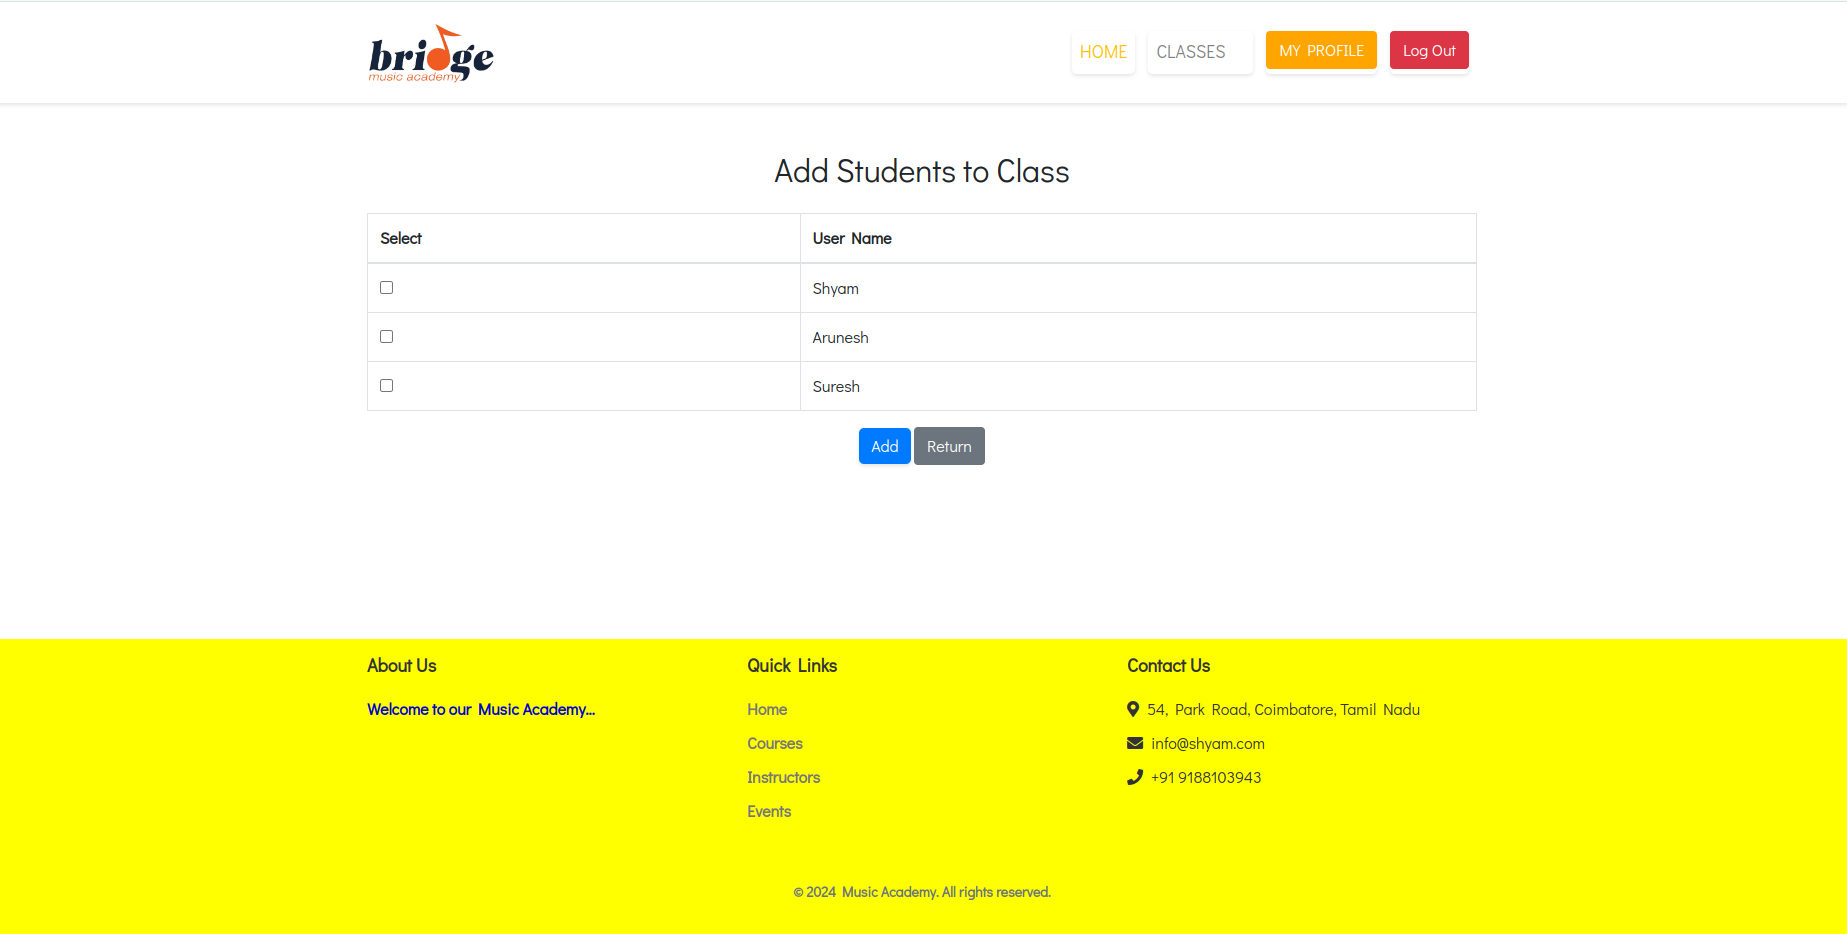 bridge
music academy
HOME
CLASSES
MY PROFILE
Log Out
Add Students to Class
Select
User Name
Shyam
Arunesh
Suresh
Add
Return
About Us
Welcome to our Music Academy...
Quick Links
Home
Courses
Instructors
Events
Contact Us
54, Park Road, Coimbatore, Tamil Nadu
info@shyam.com
+91 9188103943
© 2024 Music Academy. All rights reserved.